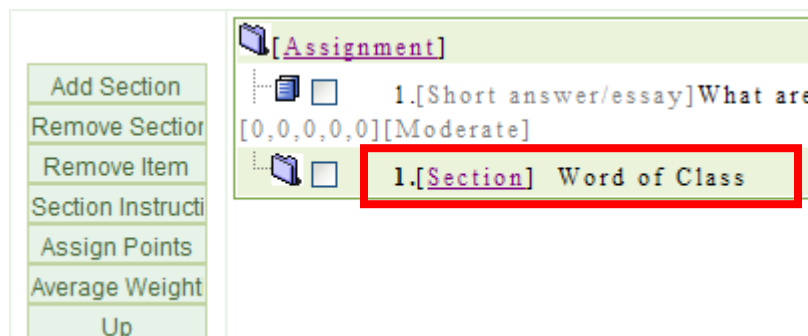 [Assignment]
Add Section
1.[Short answer/essay]What are
Remove Section
[0,0,0,0,0][Moderate]
Remove Item
1.[Section] Word of Class
Section Instructi
Assign Points
Average Weight
Up